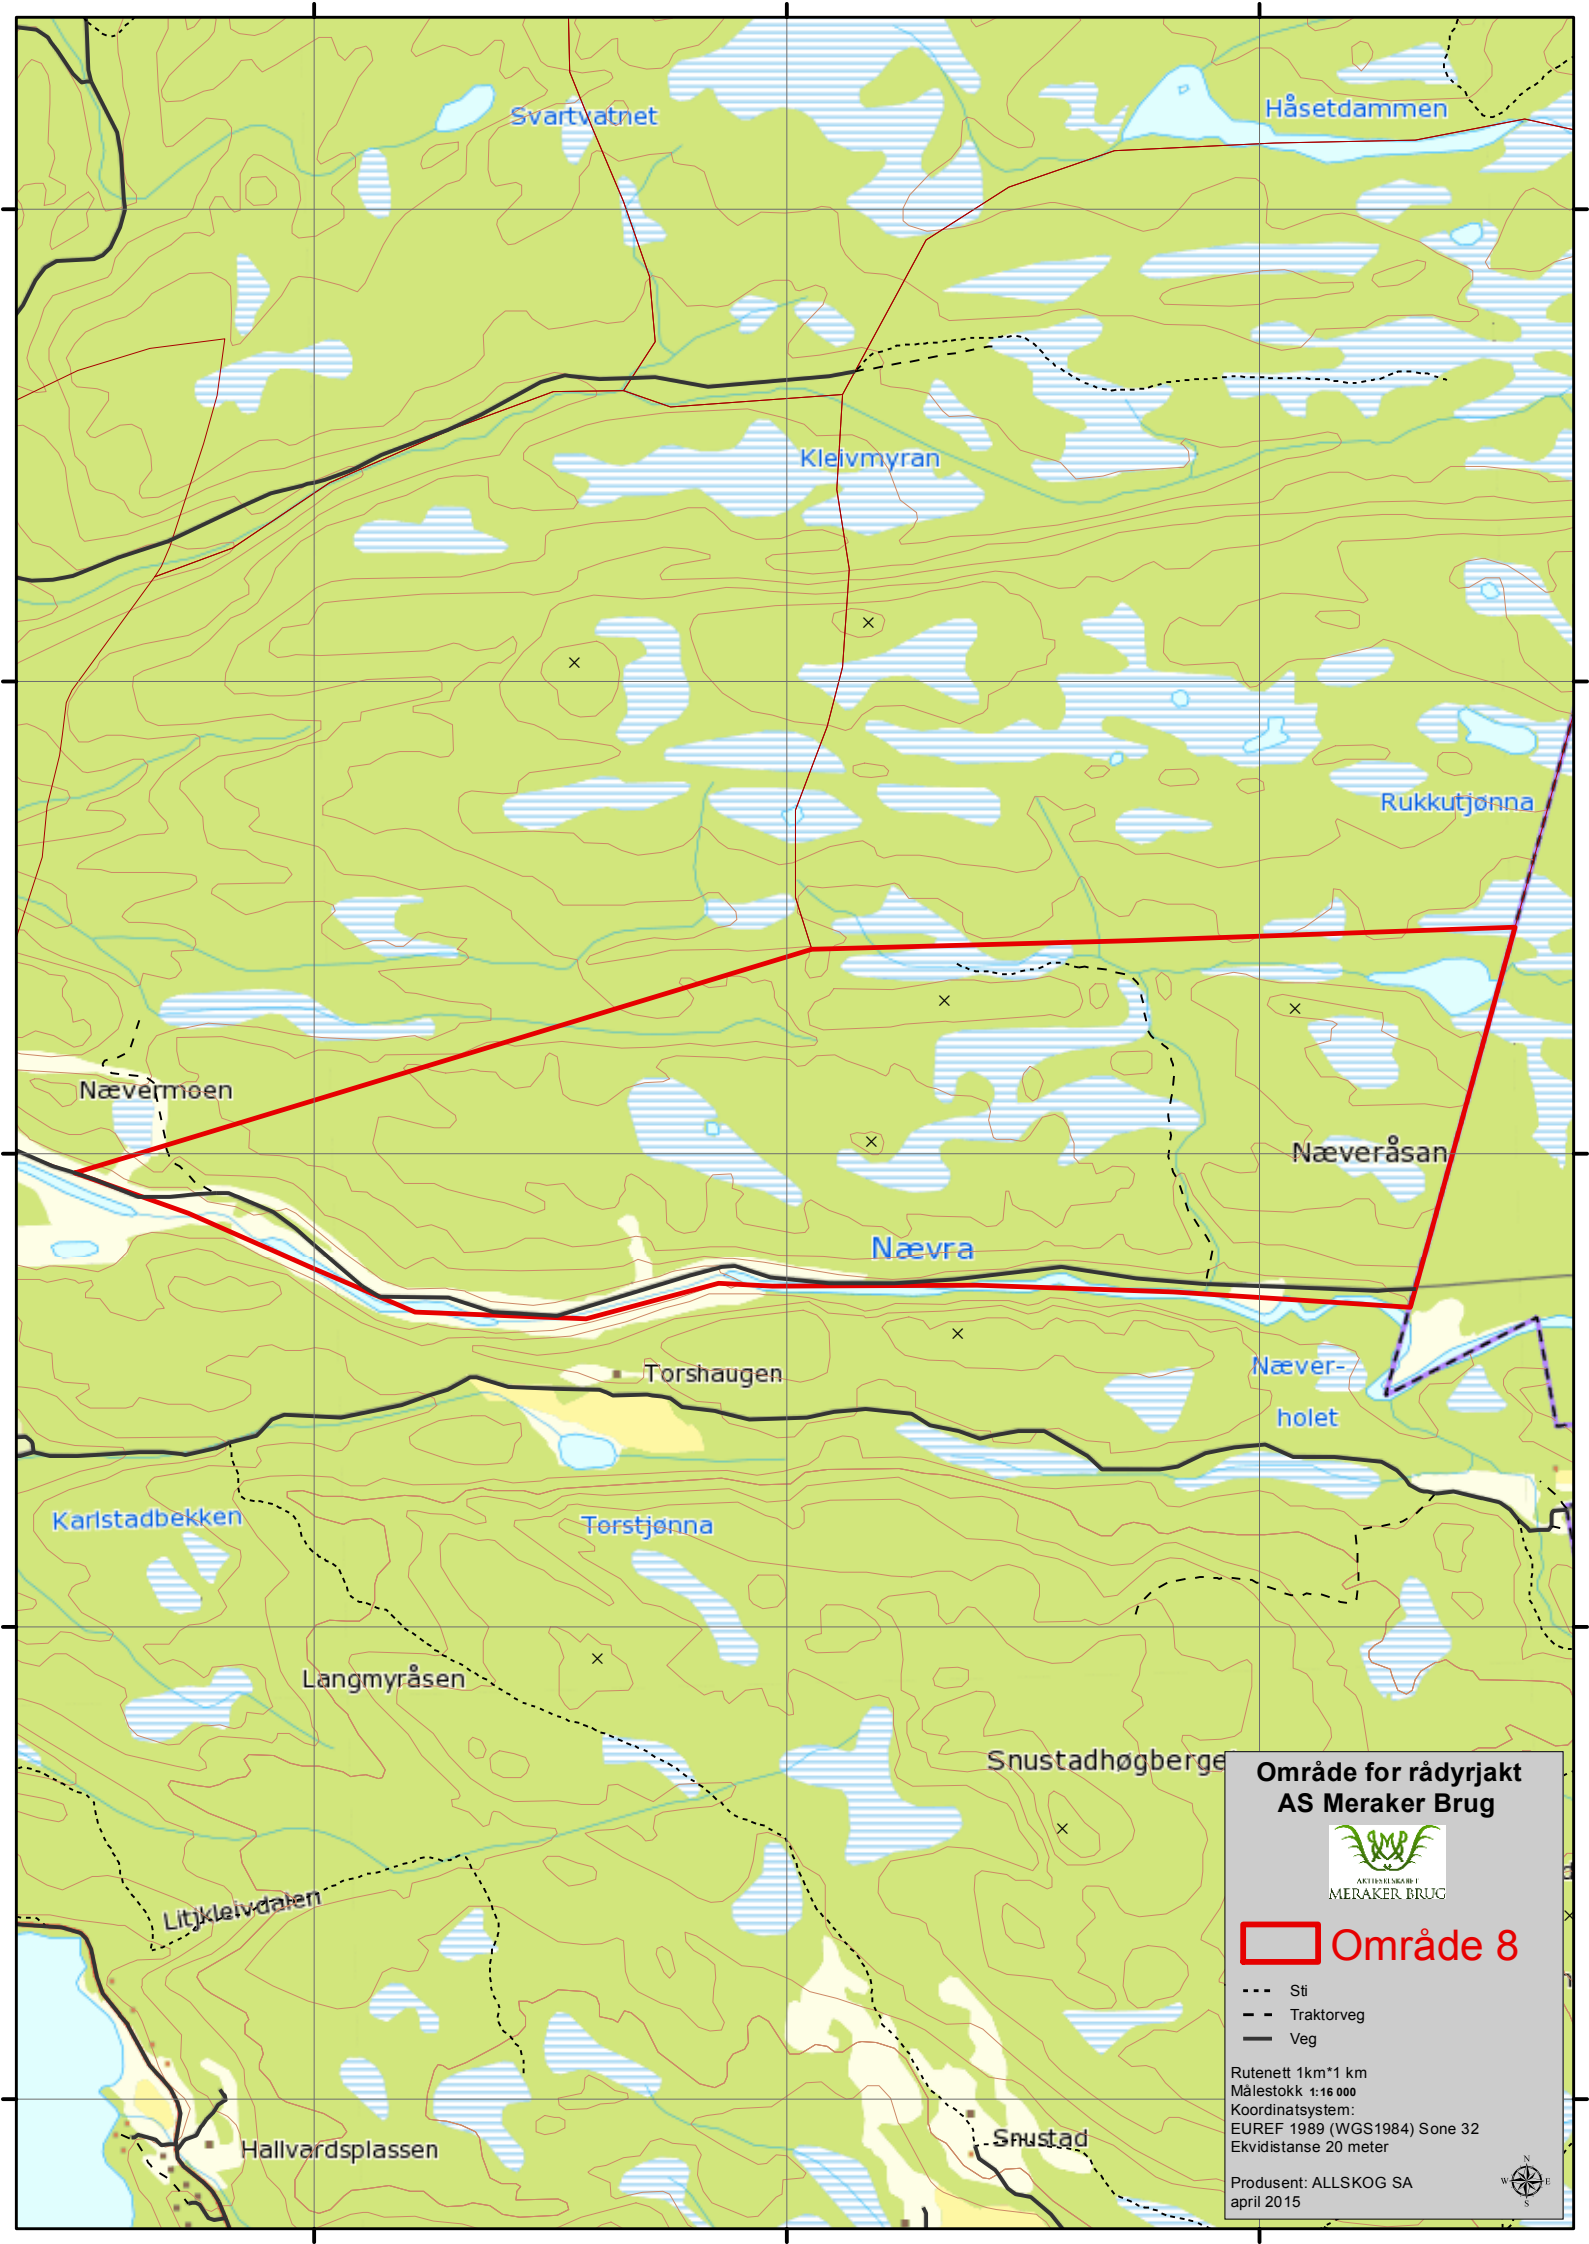 Svartvatnet
Håsetdammen
Kleivmyran
Rukkutjønna
Nævermoen
Næveråsan
Nævra
Torshaugen
Næver-
holet
Karlstadbekken
Torstjønna
Langmyråsen
Snustadhøgberge
Litjkleivdalen
Hallvardsplassen
Snustad
Område for rådyrjakt
AS Meraker Brug
AKTIESELSKABET
MERAKER BRUG
Område 8
Sti
Traktorveg
Veg
Rutenett 1km*1 km
Målestokk 1:16 000
Koordinatsystem:
EUREF 1989 (WGS1984) Sone 32
Ekvidistanse 20 meter
Produsent: ALLSKOG SA
april 2015
N
W E
S